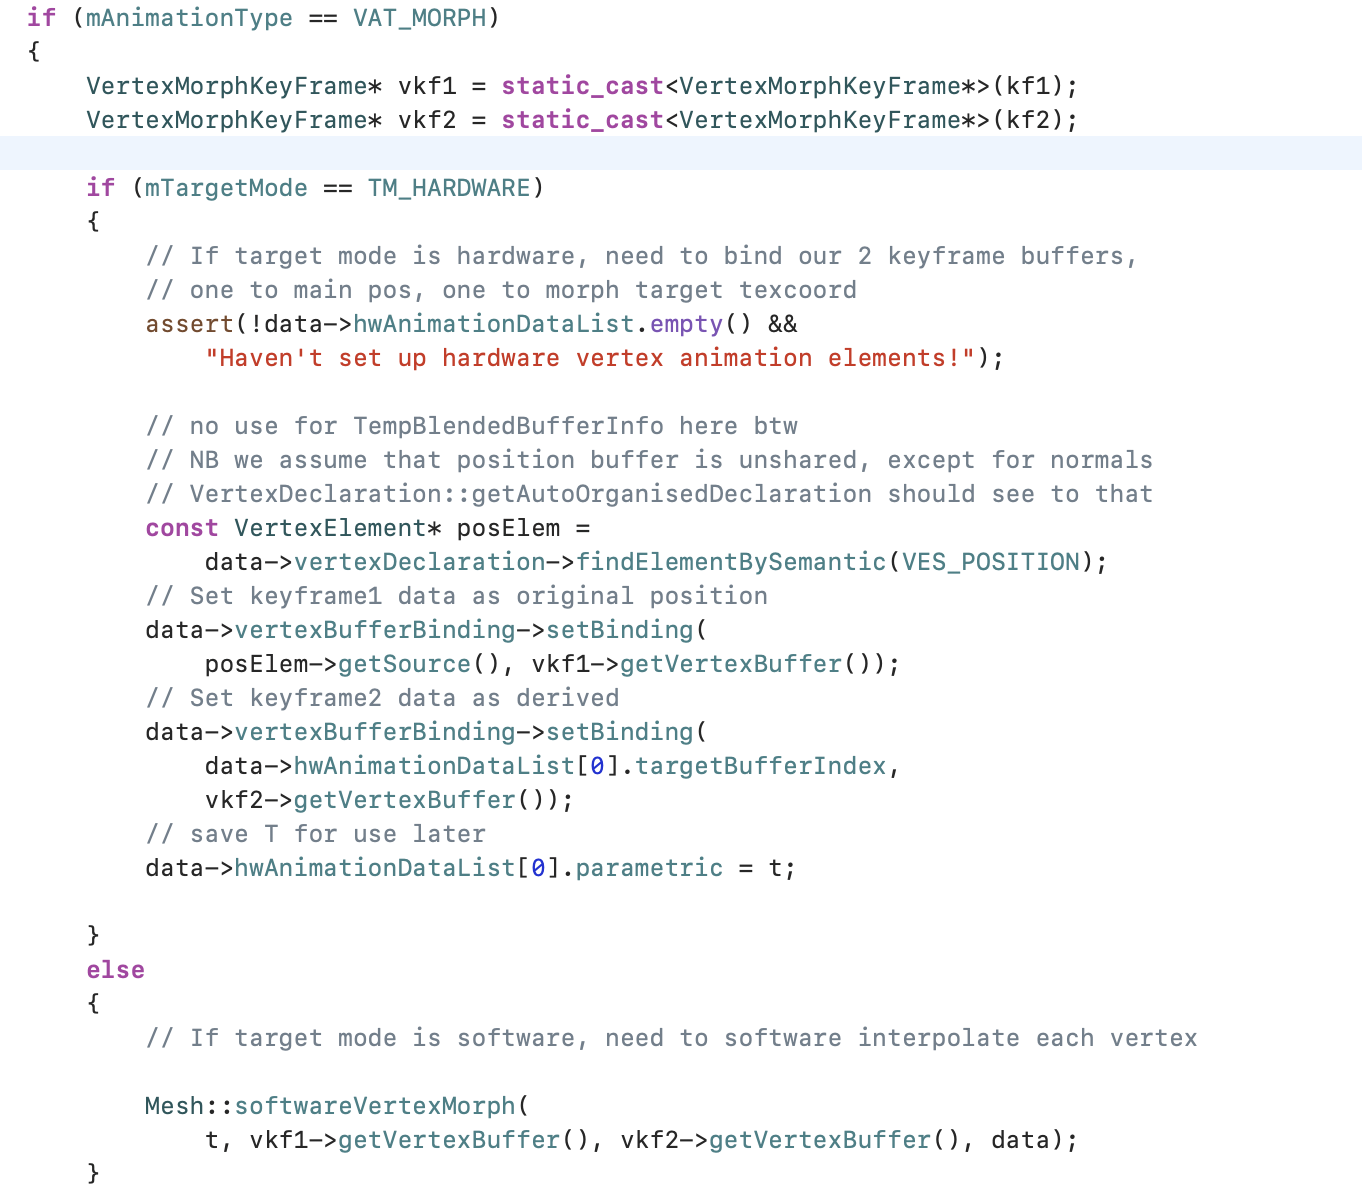 if (mAnimationType == VAT_MORPH)
{
    VertexMorphKeyFrame* vkf1 = static_cast<VertexMorphKeyFrame*>(kf1);
    VertexMorphKeyFrame* vkf2 = static_cast<VertexMorphKeyFrame*>(kf2);

    if (mTargetMode == TM_HARDWARE)
    {
        // If target mode is hardware, need to bind our 2 keyframe buffers,
        // one to main pos, one to morph target texcoord
        assert(!data->hwAnimationDataList.empty() &&
            "Haven't set up hardware vertex animation elements!");

        // no use for TempBlendedBufferInfo here btw
        // NB we assume that position buffer is unshared, except for normals
        // VertexDeclaration::getAutoOrganisedDeclaration should see to that
        const VertexElement* posElem =
            data->vertexDeclaration->findElementBySemantic(VES_POSITION);
        // Set keyframe1 data as original position
        data->vertexBufferBinding->setBinding(
            posElem->getSource(), vkf1->getVertexBuffer());
        // Set keyframe2 data as derived
        data->vertexBufferBinding->setBinding(
            data->hwAnimationDataList[0].targetBufferIndex,
            vkf2->getVertexBuffer());
        // save T for use later
        data->hwAnimationDataList[0].parametric = t;

    }
    else
    {
        // If target mode is software, need to software interpolate each vertex

        Mesh::softwareVertexMorph(
            t, vkf1->getVertexBuffer(), vkf2->getVertexBuffer(), data);
    }